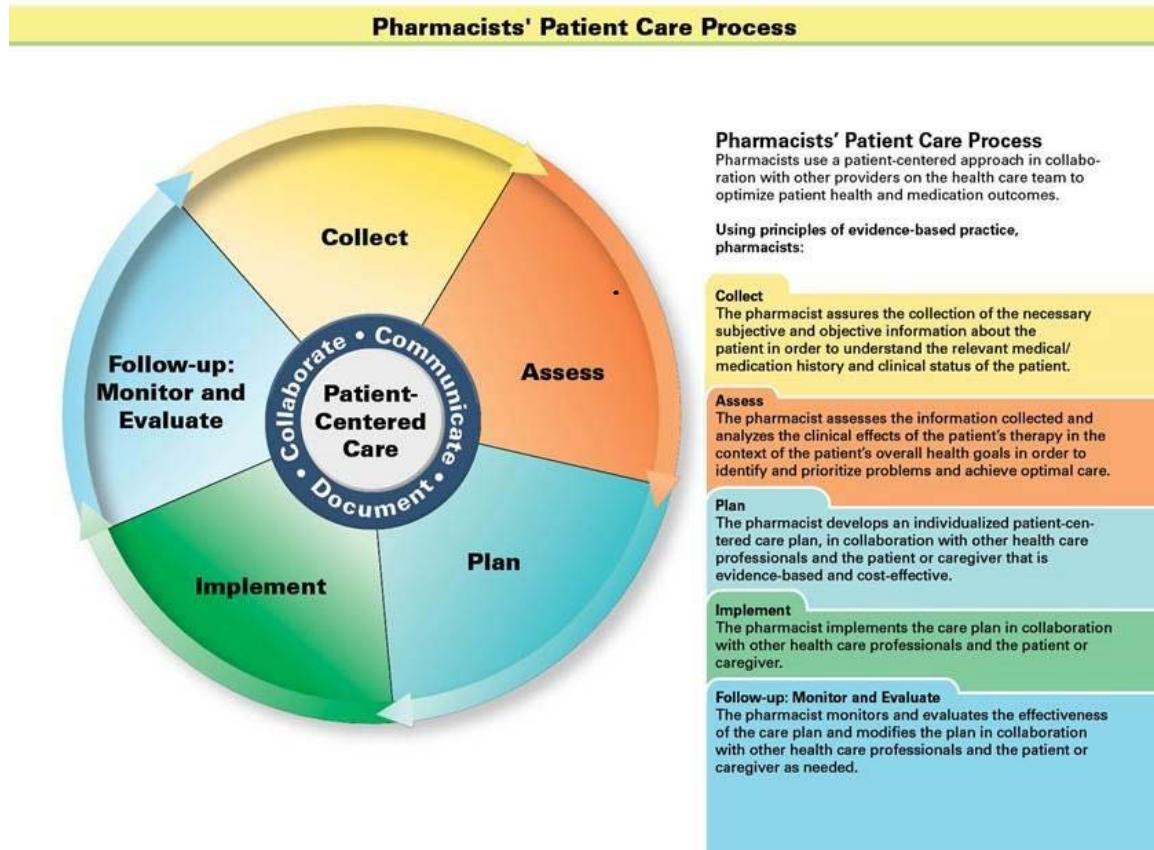 Pharmacists' Patient Care Process
Collect
Assess
Plan
Implement
Follow-up:
Monitor and
Evaluate
Collaborate • Communicate • Document •
Patient-
Centered
Care
Pharmacists’ Patient Care Process
Pharmacists use a patient-centered approach in collabo-
ration with other providers on the health care team to
optimize patient health and medication outcomes.
Using principles of evidence-based practice,
pharmacists:
Collect
The pharmacist assures the collection of the necessary
subjective and objective information about the
patient in order to understand the relevant medical/
medication history and clinical status of the patient.
Assess
The pharmacist assesses the information collected and
analyzes the clinical effects of the patient’s therapy in the
context of the patient’s overall health goals in order to
identify and prioritize problems and achieve optimal care.
Plan
The pharmacist develops an individualized patient-cen-
tered care plan, in collaboration with other health care
professionals and the patient or caregiver that is
evidence-based and cost-effective.
Implement
The pharmacist implements the care plan in collaboration
with other health care professionals and the patient or
caregiver.
Follow-up: Monitor and Evaluate
The pharmacist monitors and evaluates the effectiveness
of the care plan and modifies the plan in collaboration
with other health care professionals and the patient or
caregiver as needed.